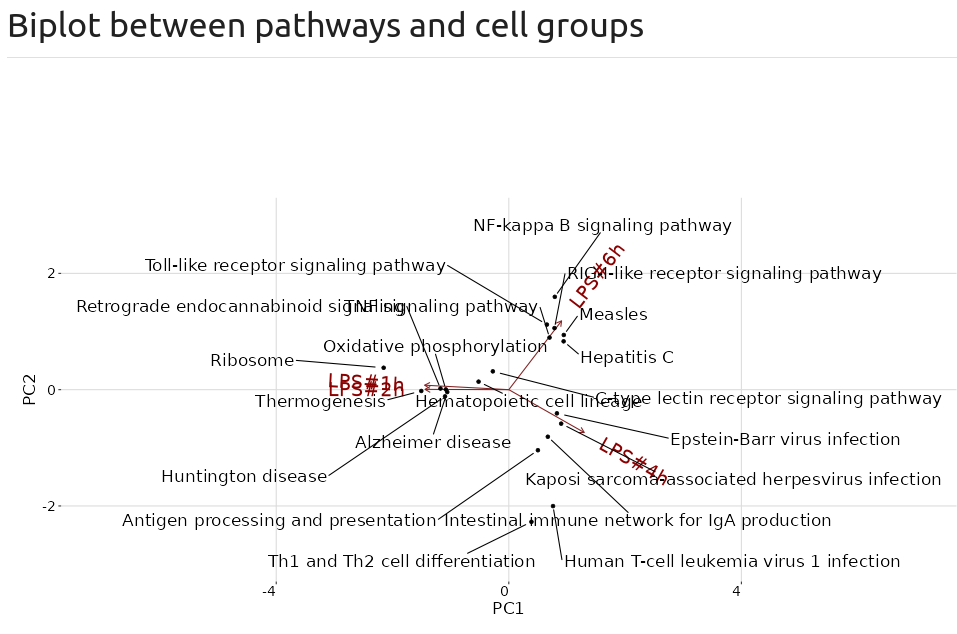 Biplot between pathways and cell groups
NF-kappa B signaling pathway
LPS#6h
Toll-like receptor signaling pathway
RIG-I-like receptor signaling pathway
2
Retrograde endocannabinoid signaling
TNF signaling pathway
Measles
Oxidative phosphorylation
Hepatitis C
Ribosome
LPS#1h
LPS#2h
PC2
0
Thermogenesis
Hematopoietic cell lineage
C-type lectin receptor signaling pathway
Alzheimer disease
Epstein-Barr virus infection
LPS#4h
Huntington disease
Kaposi sarcoma-associated herpesvirus infection
-2
Antigen processing and presentation
Intestinal immune network for IgA production
Th1 and Th2 cell differentiation
Human T-cell leukemia virus 1 infection
-4
0
4
PC1